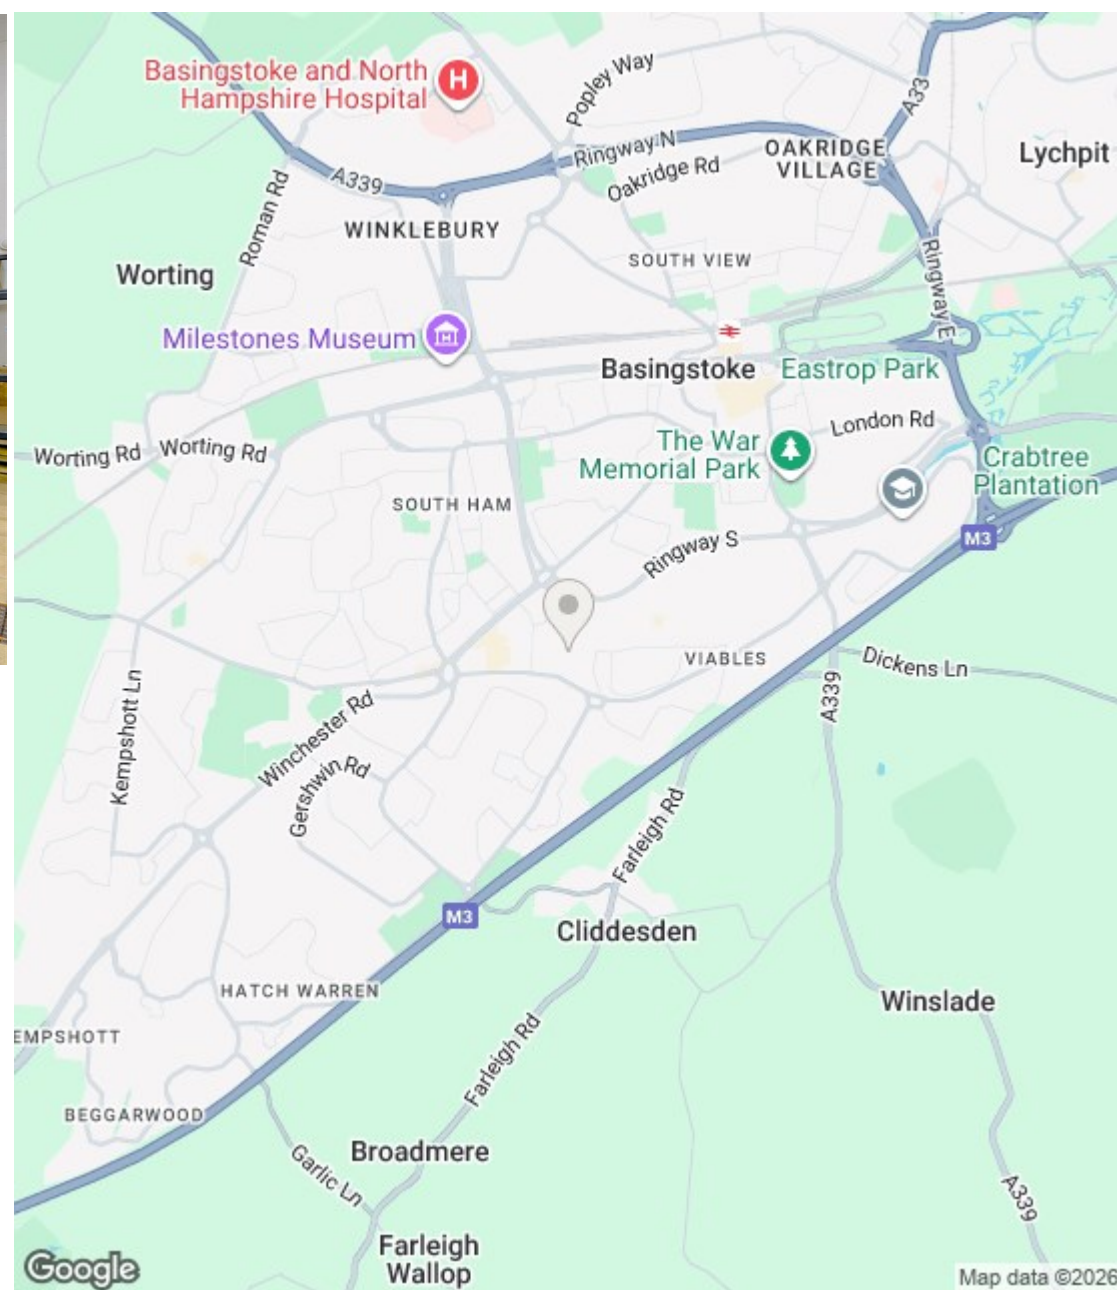 Basingstoke and North
Hampshire Hospital
H
Popley Way
A33
Ringway N
OAKRIDGE
VILLAGE
Lychpit
Oakridge Rd
A339
Roman Rd
WINKLEBURY
SOUTH VIEW
Ringway E
Worting
Milestones Museum
Basingstoke
Eastrop Park
London Rd
Worting Rd
Worting Rd
The War
Memorial Park
Crabtree
Plantation
SOUTH HAM
M3
Ringway S
VIABLES
Dickens Ln
A339
Kempshott Ln
Winchester Rd
Gershwin Rd
Farleigh Rd
M3
Cliddesden
HATCH WARREN
Winslade
EMPSHOTT
Farleigh Rd
BEGGARWOOD
Broadmere
Garlic Ln
A339
Farleigh
Wallop
Google
Map data ©2026